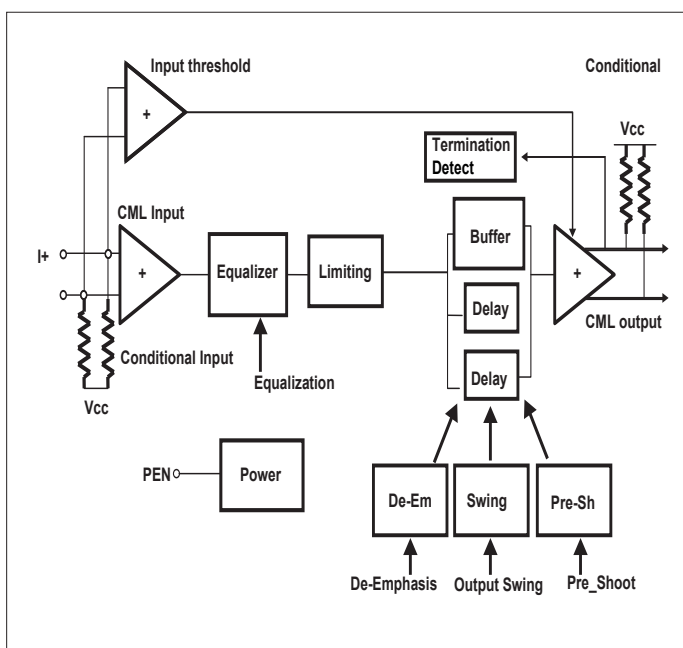 Input threshold
Conditional
+
Vcc
Termination
Detect
CML Input
Buffer
I+
+
Equalizer
Limiting
+
Delay
CML output
Conditional Input
Delay
Equalization
Vcc
PEN
Power
De-Em
Swing
Pre-Sh
De-Emphasis
Output Swing
Pre_Shoot